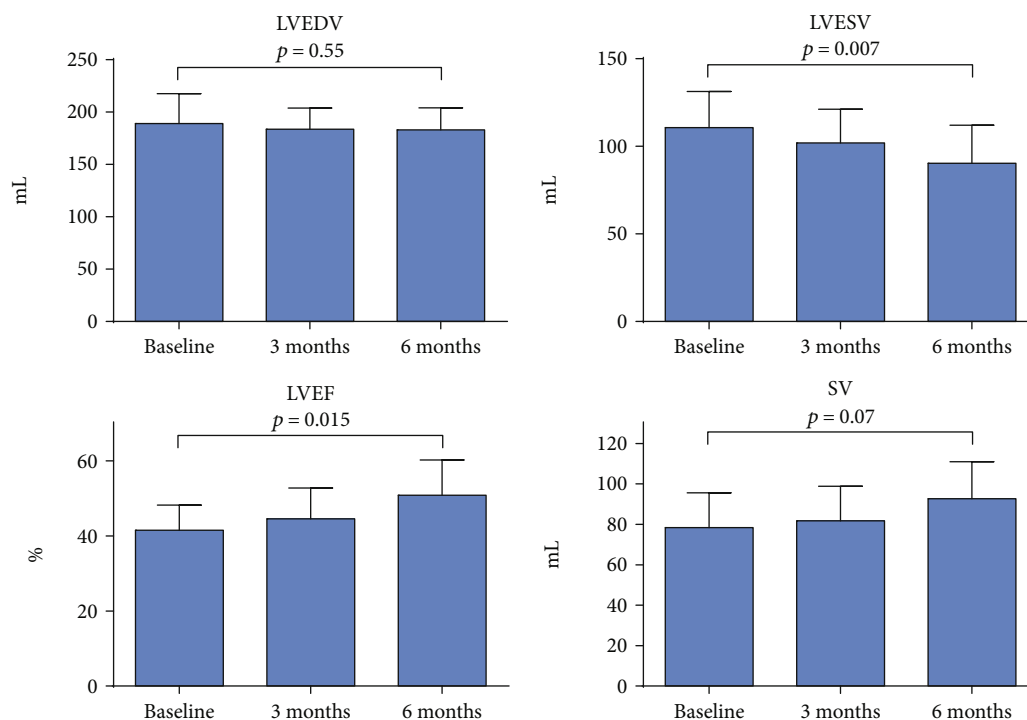 LVEDV
p = 0.55
250
200
150
100
50
0
mL
Baseline 3 months 6 months
LVESV
p = 0.007
150
100
50
0
mL
Baseline 3 months 6 months
LVEF
p = 0.015
60
40
20
0
%
Baseline 3 months 6 months
SV
p = 0.07
120
100
80
60
40
20
0
mL
Baseline 3 months 6 months